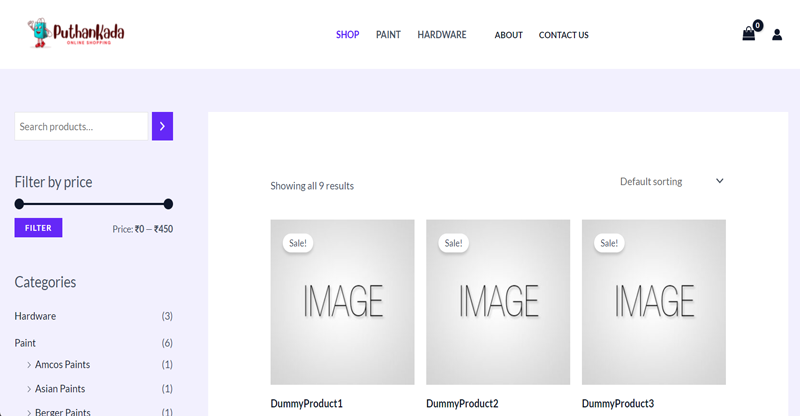 PuthanKada
ONLINE SHOPPING
SHOP PAINT HARDWARE ABOUT CONTACT US
0
Search products...
Filter by price
FILTER
Price: ₹0 — ₹450
Categories
Hardware (3)
Paint (6)
Amcos Paints (1)
Asian Paints (1)
Berger Paints (1)
Showing all 9 results
Default sorting
Sale! Sale! Sale!
IMAGE IMAGE IMAGE
DummyProduct1 DummyProduct2 DummyProduct3